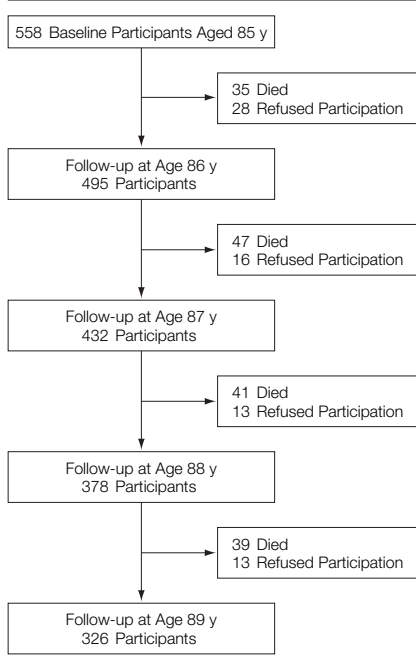 558 Baseline Participants Aged 85 y
35 Died
28 Refused Participation
Follow-up at Age 86 y
495 Participants
47 Died
16 Refused Participation
Follow-up at Age 87 y
432 Participants
41 Died
13 Refused Participation
Follow-up at Age 88 y
378 Participants
39 Died
13 Refused Participation
Follow-up at Age 89 y
326 Participants